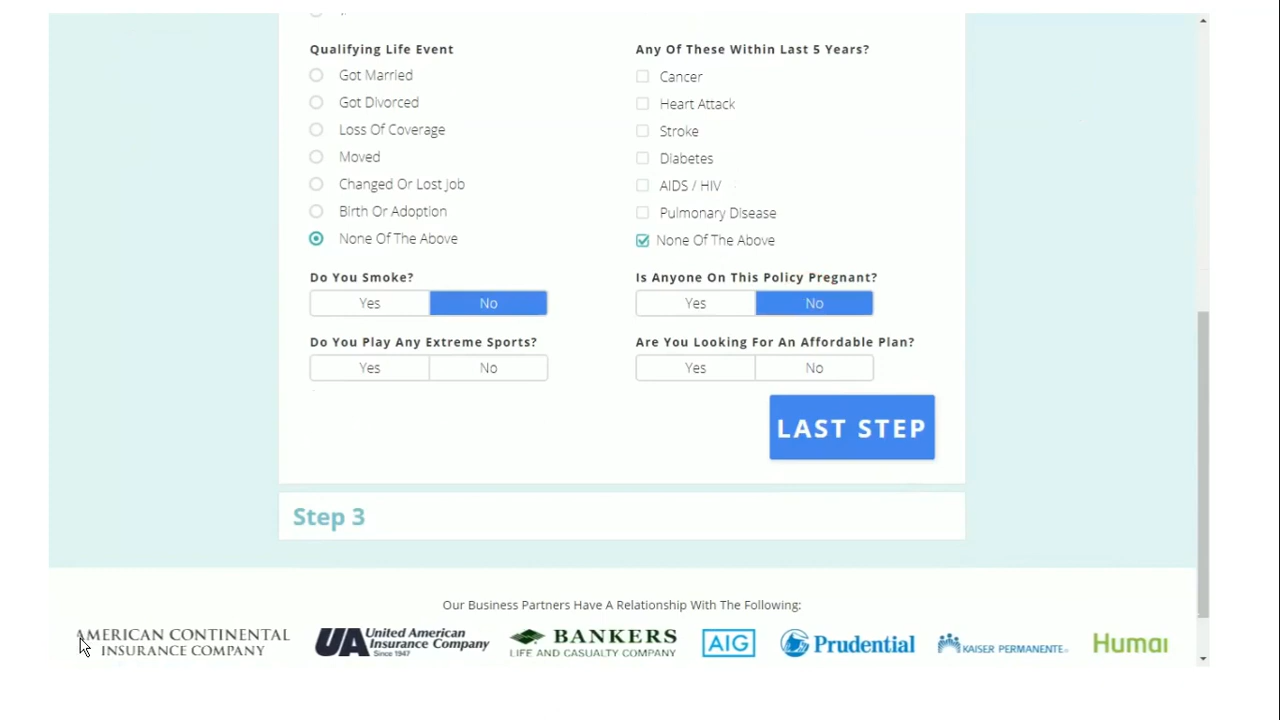 Qualifying Life Event
Got Married
Got Divorced
Loss Of Coverage
Moved
Changed Or Lost Job
Birth Or Adoption
None Of The Above
Any Of These Within Last 5 Years?
Cancer
Heart Attack
Stroke
Diabetes
AIDS / HIV
Pulmonary Disease
None Of The Above
Do You Smoke?
Yes No
Is Anyone On This Policy Pregnant?
Yes No
Do You Play Any Extreme Sports?
Yes No
Are You Looking For An Affordable Plan?
Yes No
LAST STEP
Step 3
Our Business Partners Have A Relationship With The Following:
AMERICAN CONTINENTAL
INSURANCE COMPANY
UA United American
Insurance Company
Since 1947
BANKERS
LIFE AND CASUALTY COMPANY
AIG
Prudential
KAISER PERMANENTE®
Humai